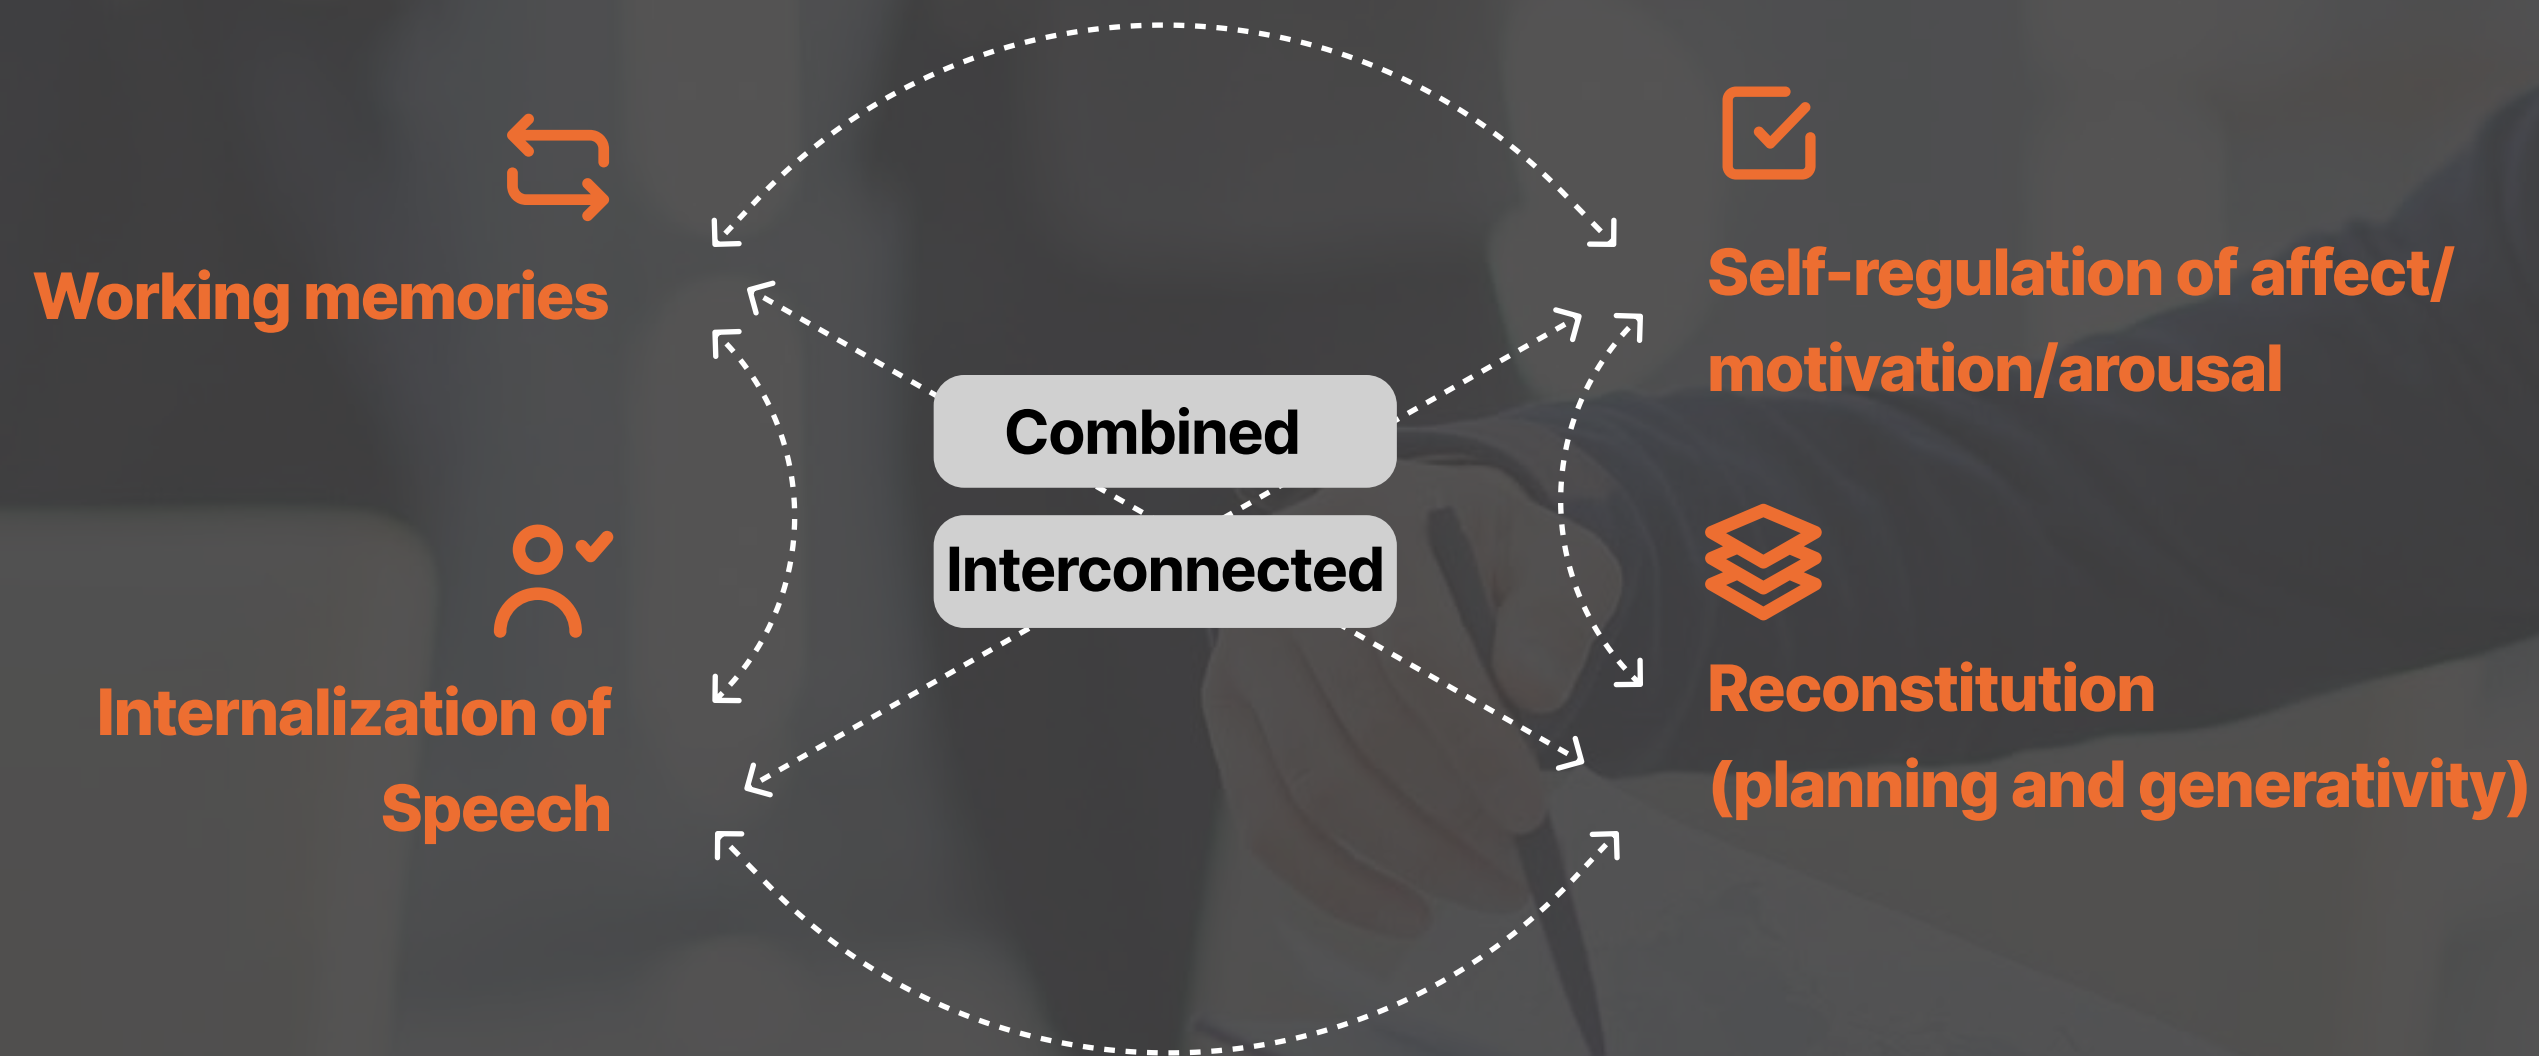 Working memories
Self-regulation of affect/
motivation/arousal
Combined
Interconnected
Internalization of
Speech
Reconstitution
(planning and generativity)